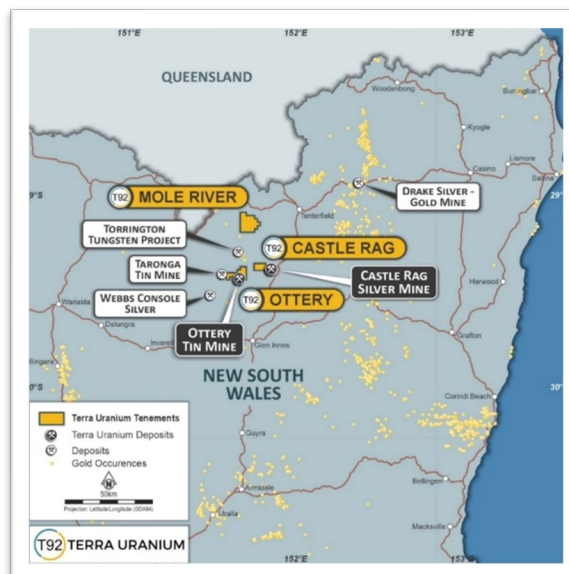 151°E
152°E
153°E
QUEENSLAND
Woodenbong
Kyogle
Lismore
Casino
Ballina
9°S
29°
T92 MOLE RIVER
DRAKE SILVER -
GOLD MINE
Tenterfield
TORRINGTON
TUNGSTEN PROJECT
T92 CASTLE RAG
TARONGA
TIN MINE
CASTLE RAG
SILVER MINE
Harwood
WEBBS CONSOLE
SILVER
T92 OTTERY
Warialda
Delungra
OTTERY
TIN MINE
Grafton
Glen Innes
Bingara
NEW SOUTH
WALES
0°S
30°
Corindi Beach
Terra Uranium Tenements
Terra Uranium Deposits
Deposits
Gold Occurences
N
50km
Projection: Latitude/Longitude (GDA94)
Guyra
Armidale
Bellingen
Uralla
Macksville
T92 TERRA URANIUM
152°E
153°E